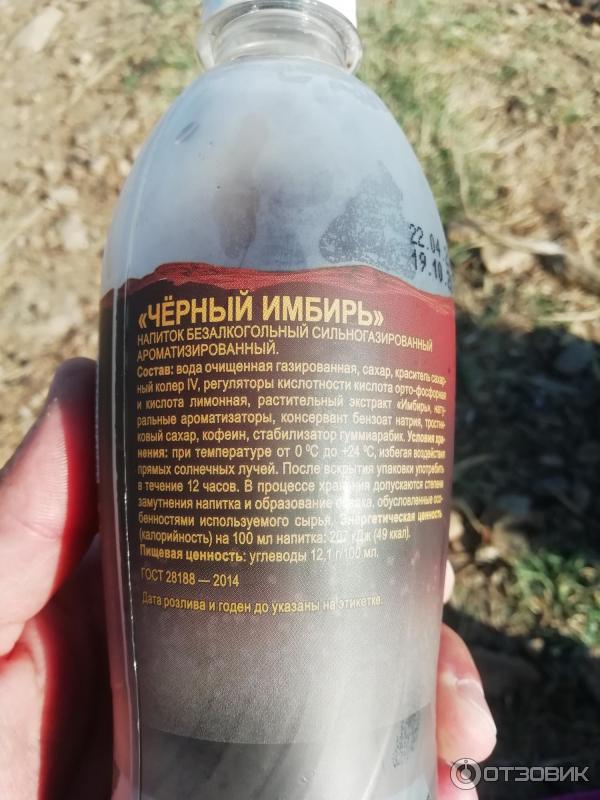 22.04
19.10
«ЧЁРНЫЙ ИМБИРЬ»
НАПИТОК БЕЗАЛКОГОЛЬНЫЙ СИЛЬНОГАЗИРОВАННЫЙ
АРОМАТИЗИРОВАННЫЙ.
Состав: вода очищенная газированная, сахар, краситель сахар-
ный колер IV, регуляторы кислотности кислота орто-фосфорная
и кислота лимонная, растительный экстракт «Имбирь», нату-
ральные ароматизаторы, консервант бензоат натрия, тростни-
ковый сахар, кофеин, стабилизатор гуммиарабик. Условия хра-
нения: при температуре от 0 ºС до +24 ºС, избегая воздействия
прямых солнечных лучей. После вскрытия упаковки употребить
в течение 12 часов. В процессе хранения допускаются степени
замутнения напитка и образование осадка, обусловленные осо-
бенностями используемого сырья. Энергетическая ценность
(калорийность) на 100 мл напитка: 207 кДж (49 ккал).
Пищевая ценность: углеводы 12,1 г/100 мл.
ГОСТ 28188 — 2014
Дата розлива и годен до указаны на этикетке.
ОТЗОВИК